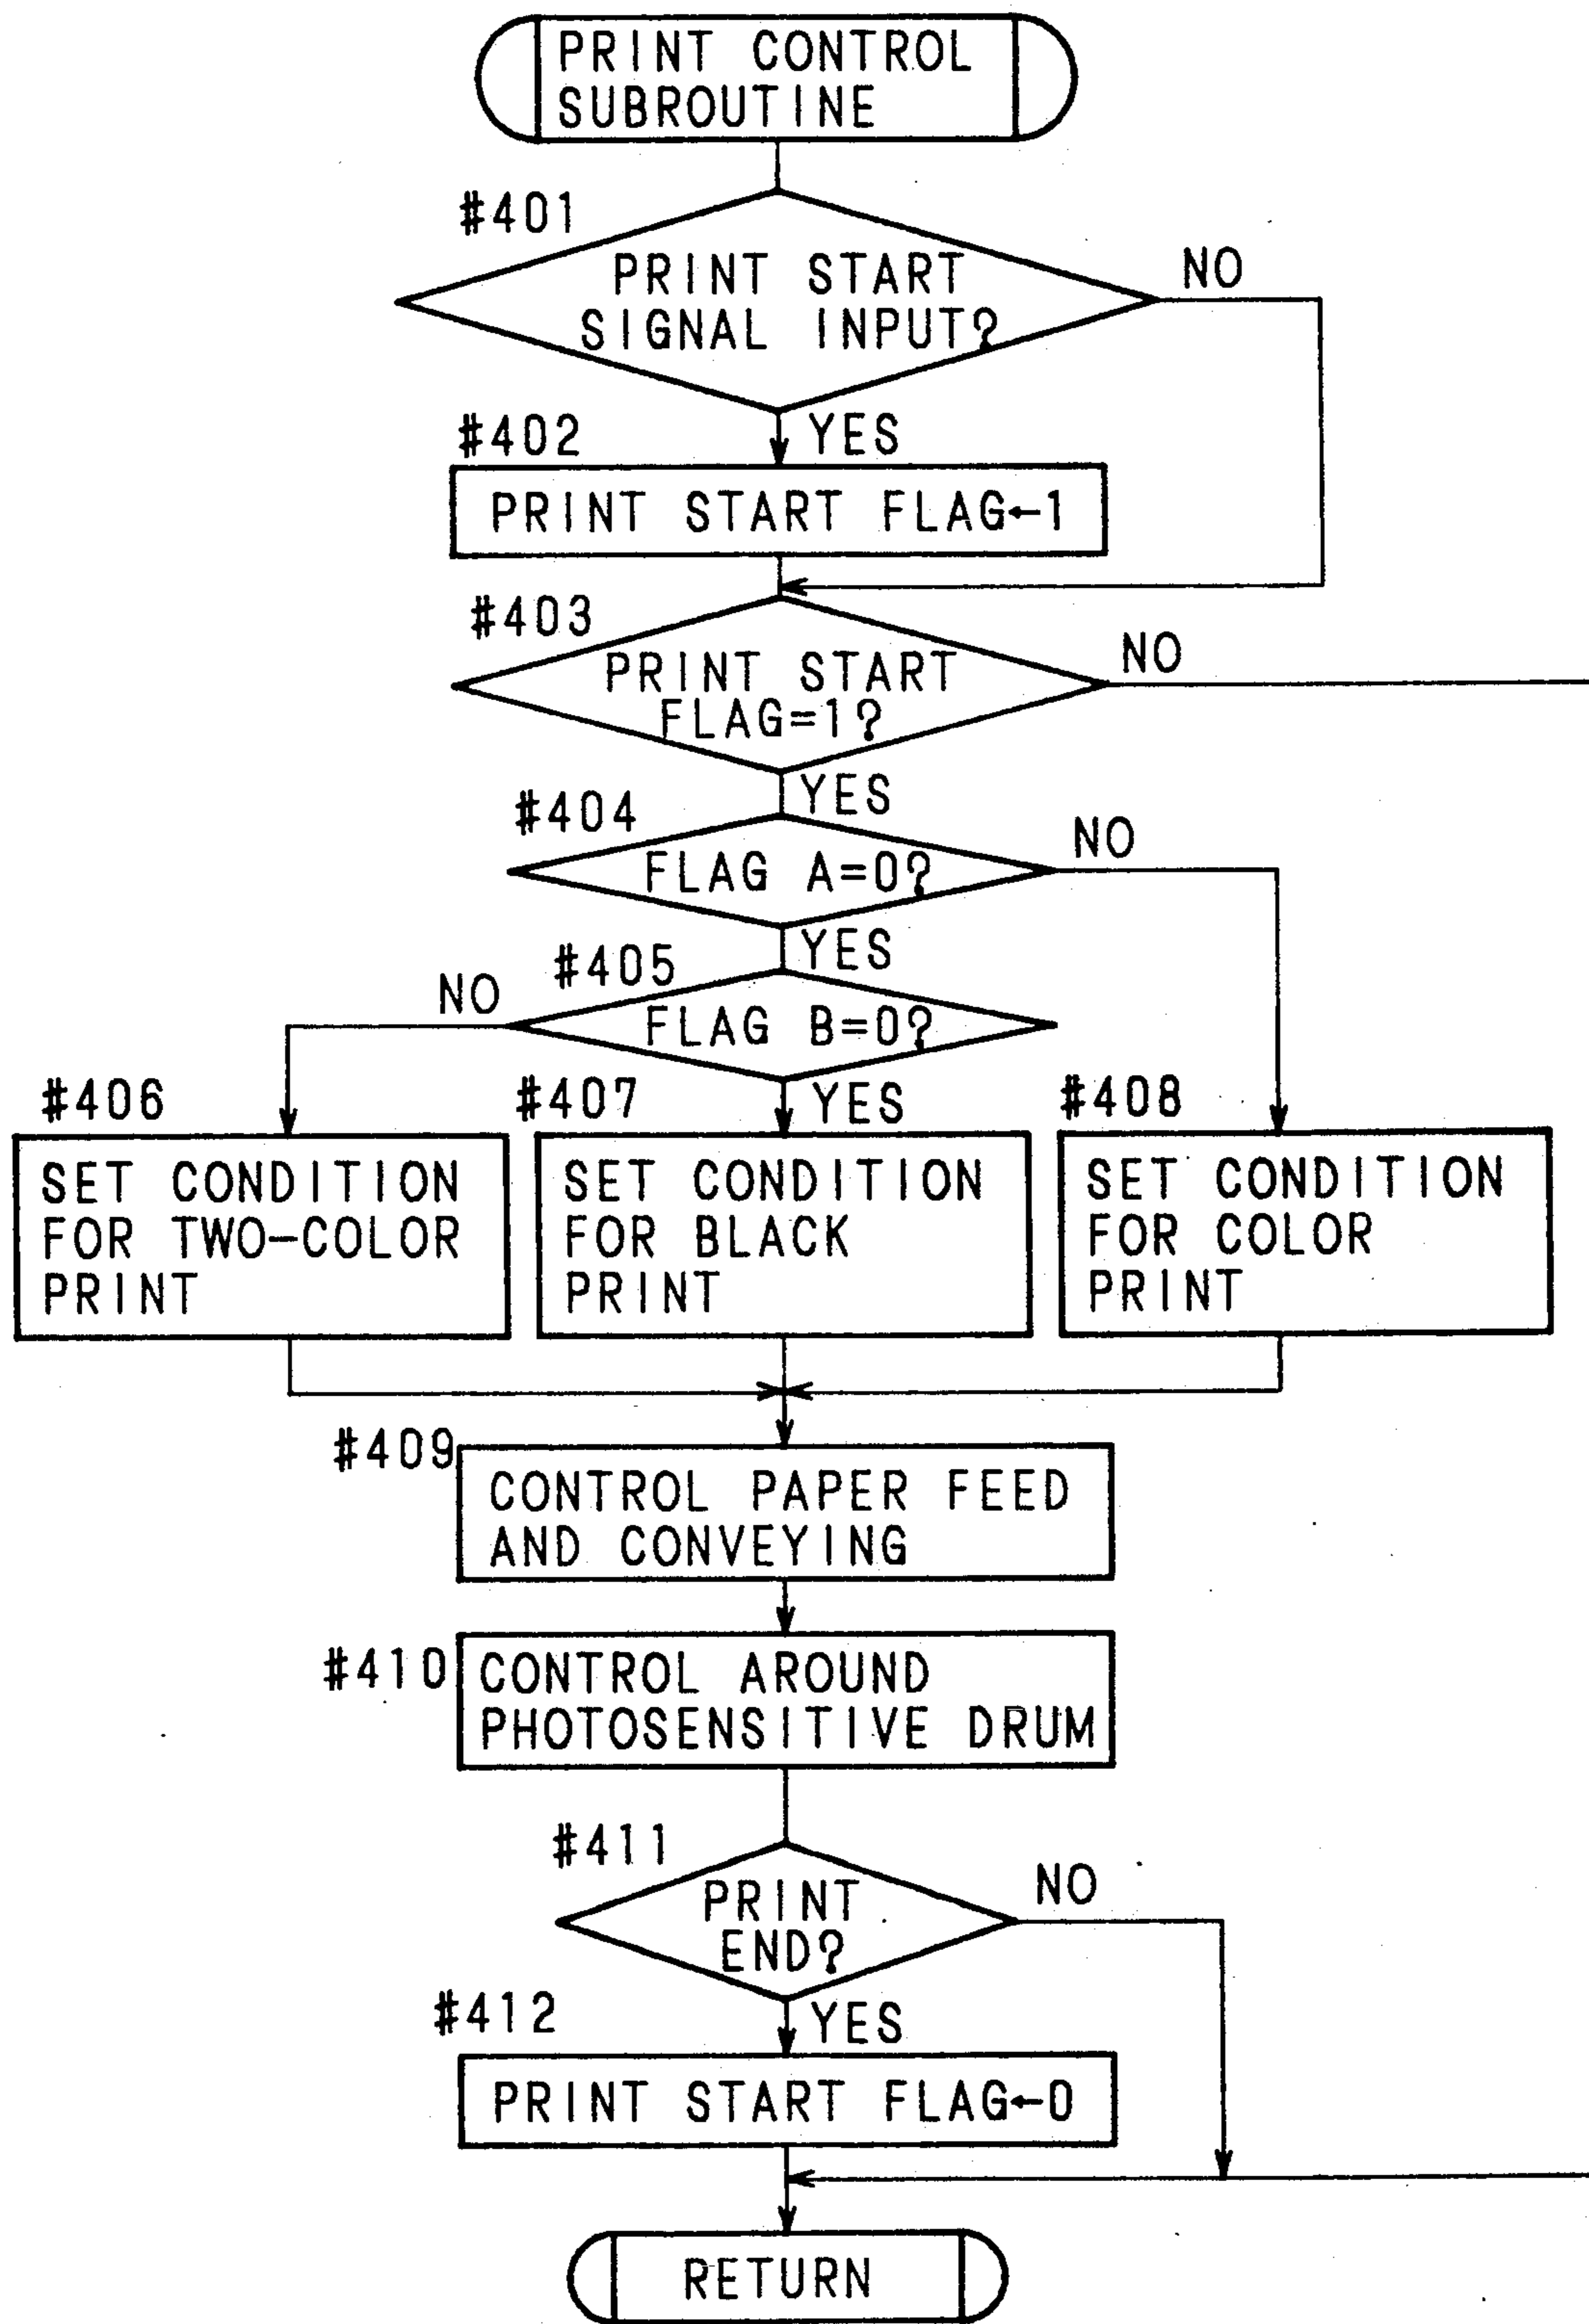 PRINT CONTROL
SUBROUTINE
#401
PRINT START
SIGNAL INPUT?
NO
#402
YES
PRINT START FLAG←1
#403
PRINT START
FLAG=1?
NO
YES
#404
FLAG A=0?
NO
YES
#405
NO
FLAG B=0?
#406
#407
YES
#408
SET CONDITION
FOR TWO-COLOR
PRINT
SET CONDITION
FOR BLACK
PRINT
SET CONDITION
FOR COLOR
PRINT
#409
CONTROL PAPER FEED
AND CONVEYING
#410
CONTROL AROUND
PHOTOSENSITIVE DRUM
#411
PRINT
END?
NO
#412
YES
PRINT START FLAG←0
RETURN